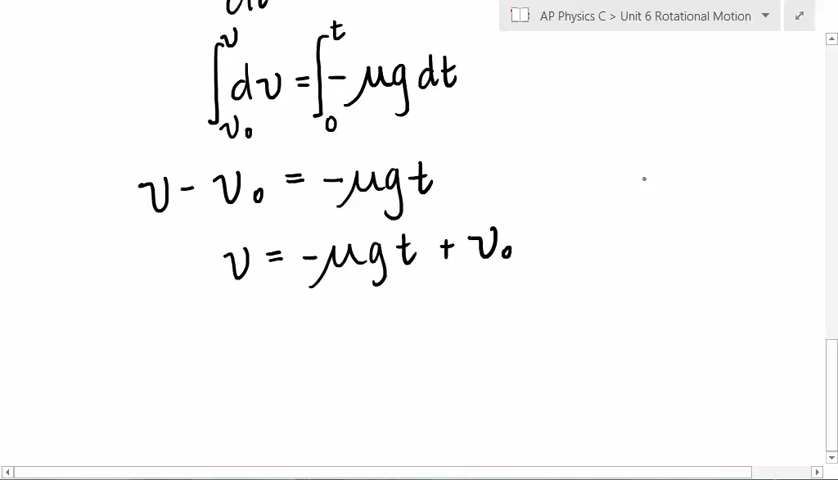 AP Physics C > Unit 6 Rotational Motion
∫_{v₀}^{v} dv = ∫_{0}^{t} -μg dt
v - v₀ = -μgt
v = -μgt + v₀